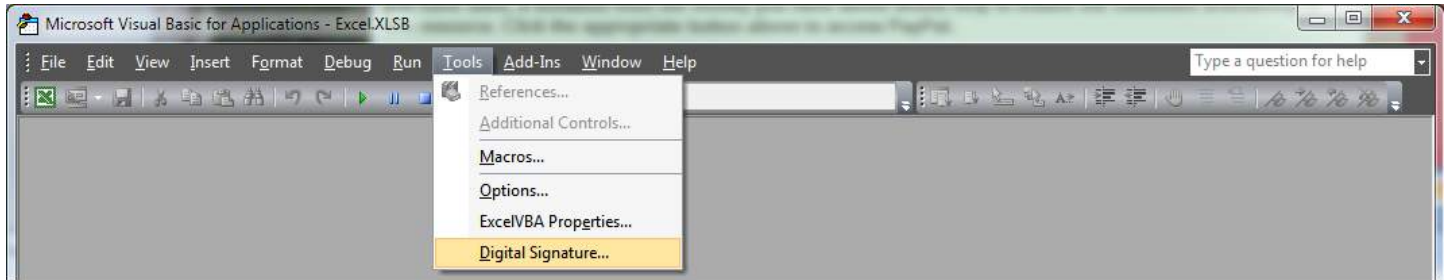 Microsoft Visual Basic for Applications - Excel.XLSB
File Edit View Insert Format Debug Run Tools Add-Ins Window Help Type a question for help
References...
Additional Controls...
Macros...
Options...
ExcelVBA Properties...
Digital Signature...